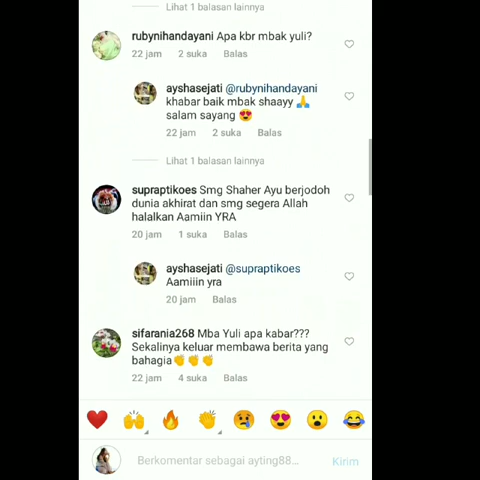 Lihat 1 balasan lainnya
rubynihandayani Apa kbr mbak yuli?
22 jam 2 suka Balas
ayshasejati @rubynihandayani
khabar baik mbak shaayy 🙏
salam sayang 😍
22 jam 2 suka Balas
Lihat 1 balasan lainnya
supraptikoes Smg Shaher Ayu berjodoh
dunia akhirat dan smg segera Allah
halalkan Aamiin YRA
20 jam 1 suka Balas
ayshasejati @supraptikoes
Aamiiin yra
20 jam Balas
sifarania268 Mba Yuli apa kabar???
Sekalinya keluar membawa berita yang
bahagia👏👏👏
22 jam 4 suka Balas
Berkomentar sebagai ayting88... Kirim